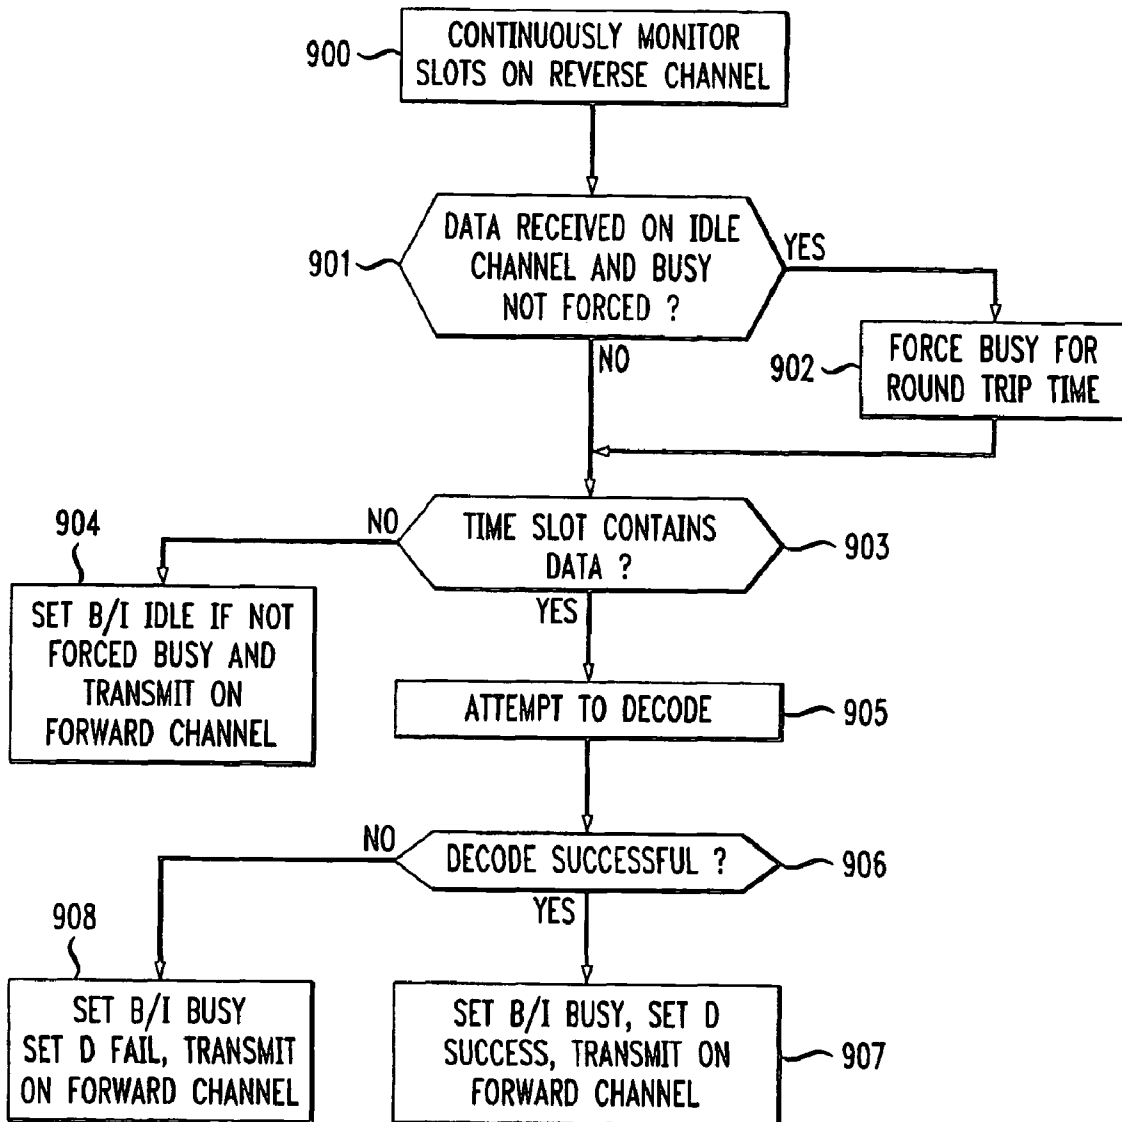 900
CONTINUOUSLY MONITOR
SLOTS ON REVERSE CHANNEL
901
DATA RECEIVED ON IDLE
CHANNEL AND BUSY
NOT FORCED ?
YES
NO
902
FORCE BUSY FOR
ROUND TRIP TIME
904
NO
TIME SLOT CONTAINS
DATA ?
903
YES
SET B/I IDLE IF NOT
FORCED BUSY AND
TRANSMIT ON
FORWARD CHANNEL
ATTEMPT TO DECODE
905
NO
DECODE SUCCESSFUL ?
906
YES
908
SET B/I BUSY
SET D FAIL, TRANSMIT
ON FORWARD CHANNEL
SET B/I BUSY, SET D
SUCCESS, TRANSMIT ON
FORWARD CHANNEL
907